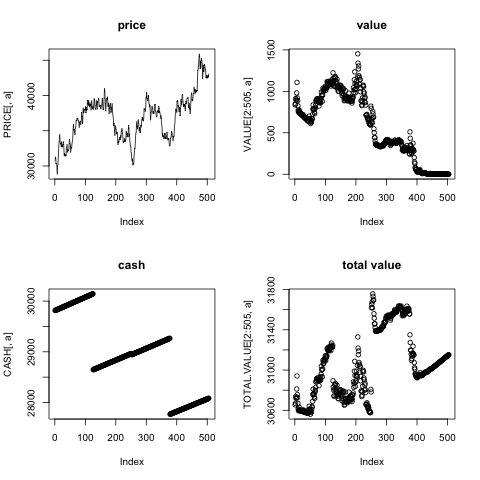 price
PRICE[, a]
30000
40000
0 100 200 300 400 500
Index
value
VALUE[2:505, a]
0 500 1000 1500
0 100 200 300 400 500
Index
cash
CASH[, a]
28000 29000 30000
0 100 200 300 400 500
Index
total value
TOTAL.VALUE[2:505, a]
30600 31000 31400 31800
0 100 200 300 400 500
Index